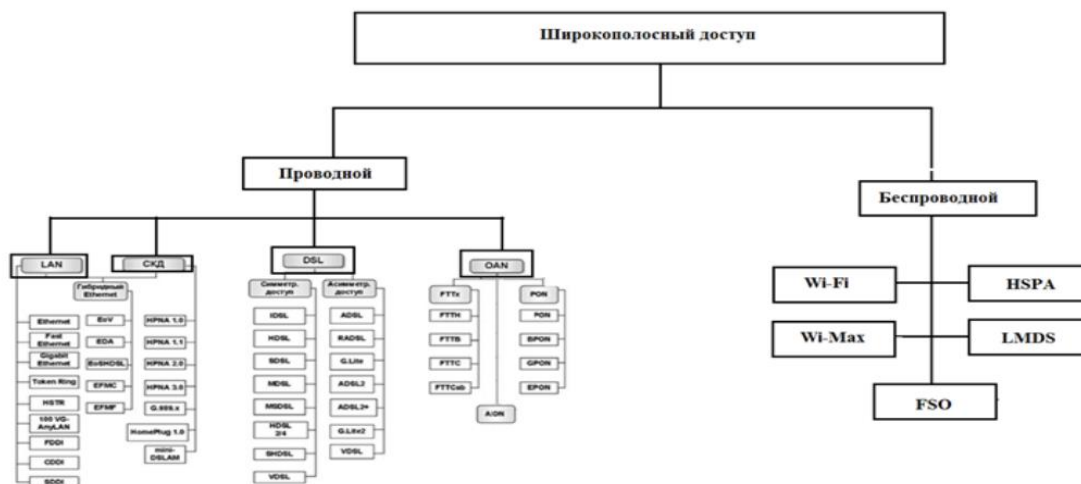 Широкополосный доступ
Проводной
Беспроводной
LAN
СКД
DSL
OAN
Гибридный
Ethernet
Симметр.
доступ
Асимметр.
доступ
FTTx
PON
Wi-Fi
HSPA
Wi-Max
LMDS
FSO
Ethernet
Fast
Ethernet
Gigabit
Ethernet
Token Ring
HSTR
100 VG-
AnyLAN
FDDI
CDDI
SDDI
EoV
EDA
EoSHDSL
EFMC
EFMF
HPNA 1.0
HPNA 1.1
HPNA 2.0
HPNA 3.0
HomePlug 1.0
mini-
DSLAM
IDSL
HDSL
SDSL
MDSL
MSDSL
HDSL
2/4
SHDSL
VDSL
ADSL
RADSL
G.Lite
ADSL2
ADSL2+
G.Lite2
VDSL
FTTH
FTTB
FTTC
FTTCab
AON
PON
BPON
GPON
EPON